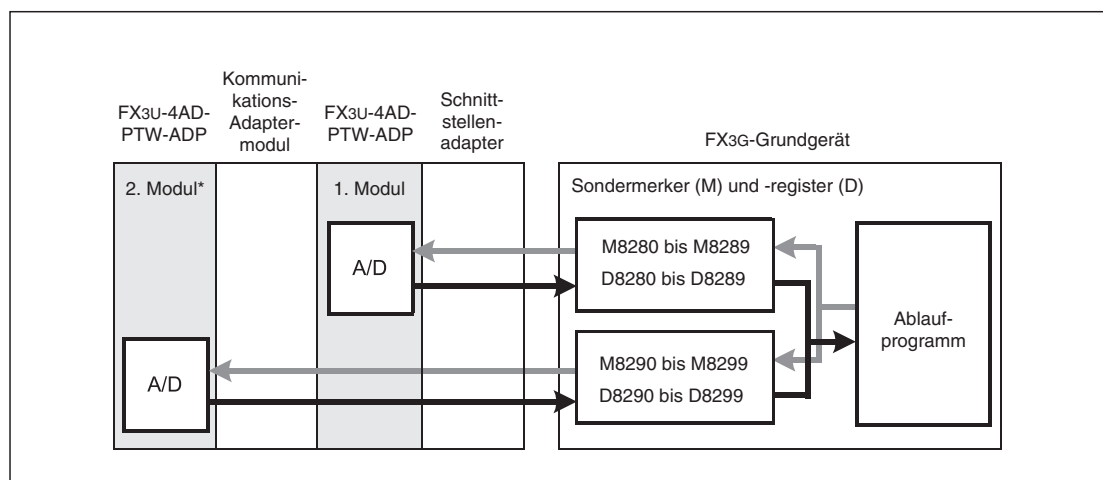 FX3U-4AD-
PTW-ADP
Kommuni-
kations-
Adapter-
modul
FX3U-4AD-
PTW-ADP
Schnitt-
stellen-
adapter
FX3G-Grundgerät
2. Modul*
1. Modul
Sondermerker (M) und -register (D)
A/D
M8280 bis M8289
D8280 bis D8289
Ablauf-
programm
A/D
M8290 bis M8299
D8290 bis D8299